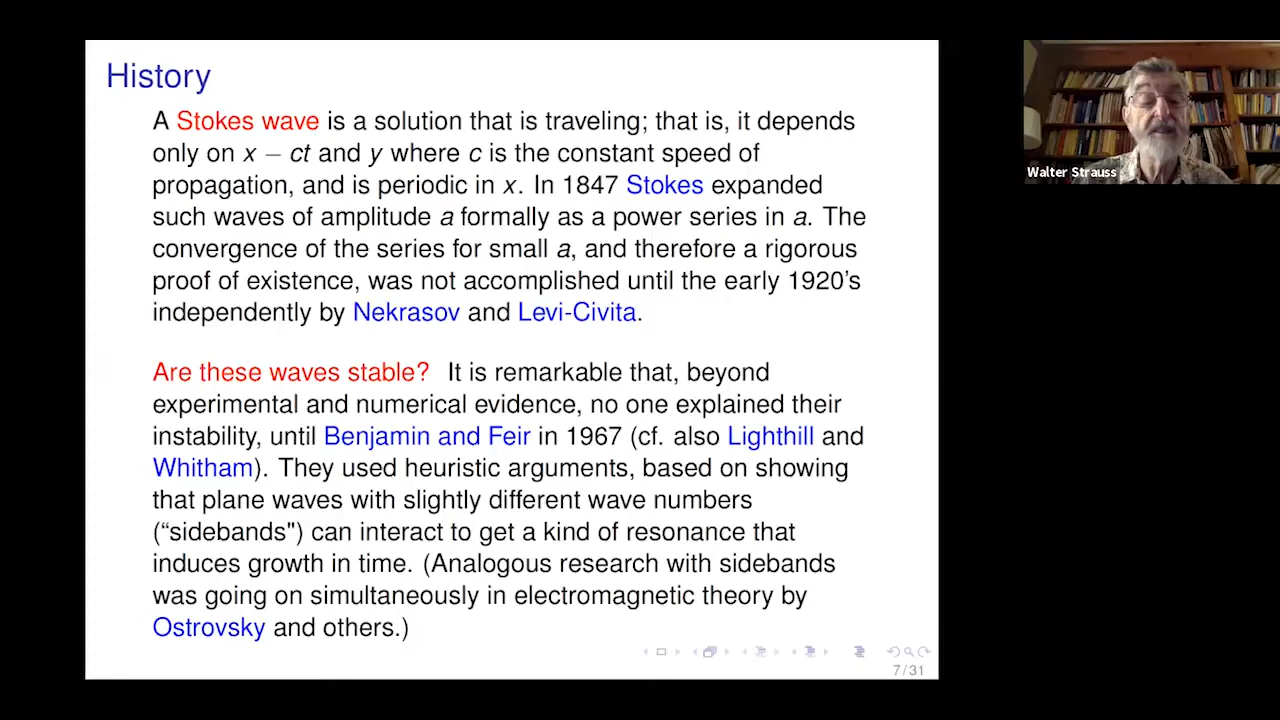 History
A Stokes wave is a solution that is traveling; that is, it depends
only on x − ct and y where c is the constant speed of
propagation, and is periodic in x. In 1847 Stokes expanded
such waves of amplitude a formally as a power series in a. The
convergence of the series for small a, and therefore a rigorous
proof of existence, was not accomplished until the early 1920's
independently by Nekrasov and Levi-Civita.
Are these waves stable? It is remarkable that, beyond
experimental and numerical evidence, no one explained their
instability, until Benjamin and Feir in 1967 (cf. also Lighthill and
Whitham). They used heuristic arguments, based on showing
that plane waves with slightly different wave numbers
(“sidebands") can interact to get a kind of resonance that
induces growth in time. (Analogous research with sidebands
was going on simultaneously in electromagnetic theory by
Ostrovsky and others.)
7/31
Walter Strauss